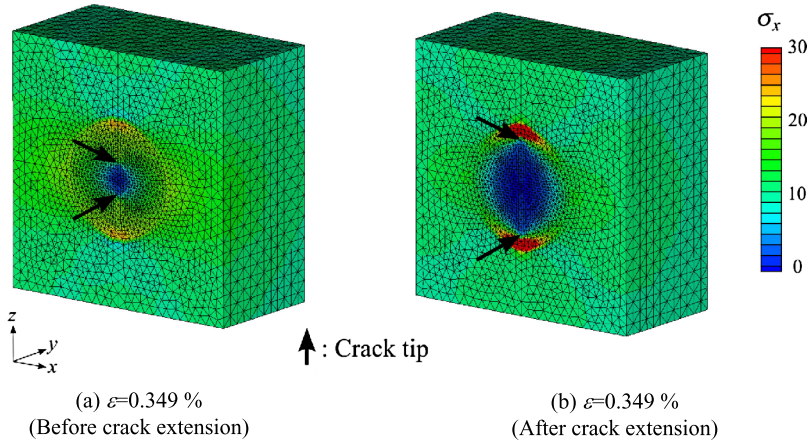 σx
30
20
10
0
z
y
x
: Crack tip
(a) ε=0.349 %
(Before crack extension)
(b) ε=0.349 %
(After crack extension)